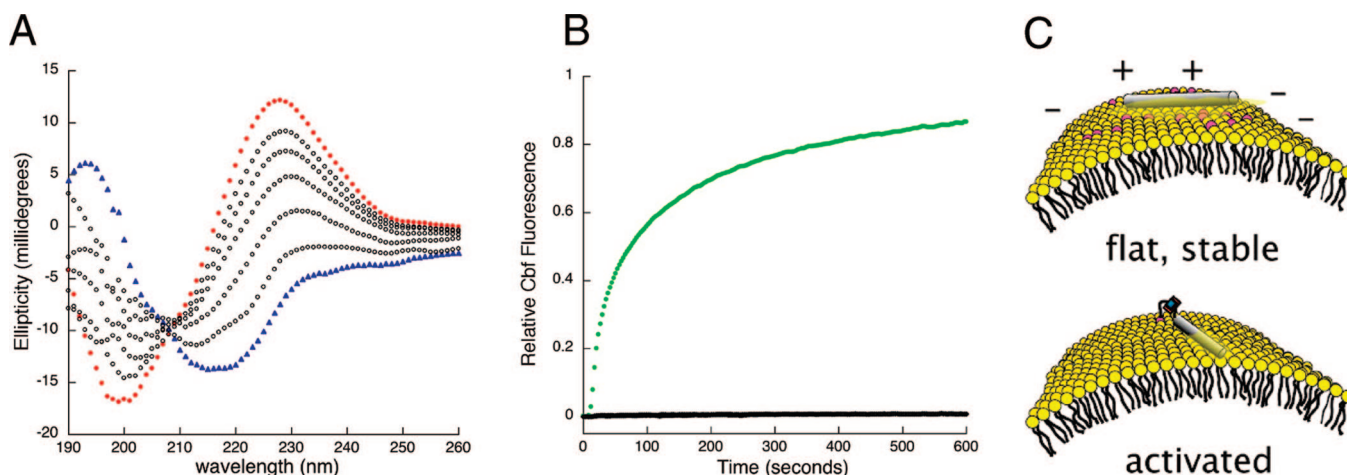 A
Ellipticity (millidegrees)
15
10
5
0
-5
-10
-15
-20
190 200 210 220 230 240 250 260
wavelength (nm)
B
Relative Cbf Fluorescence
1
0.8
0.6
0.4
0.2
0
0 100 200 300 400 500 600
Time (seconds)
C
+ +
- - -
flat, stable
activated